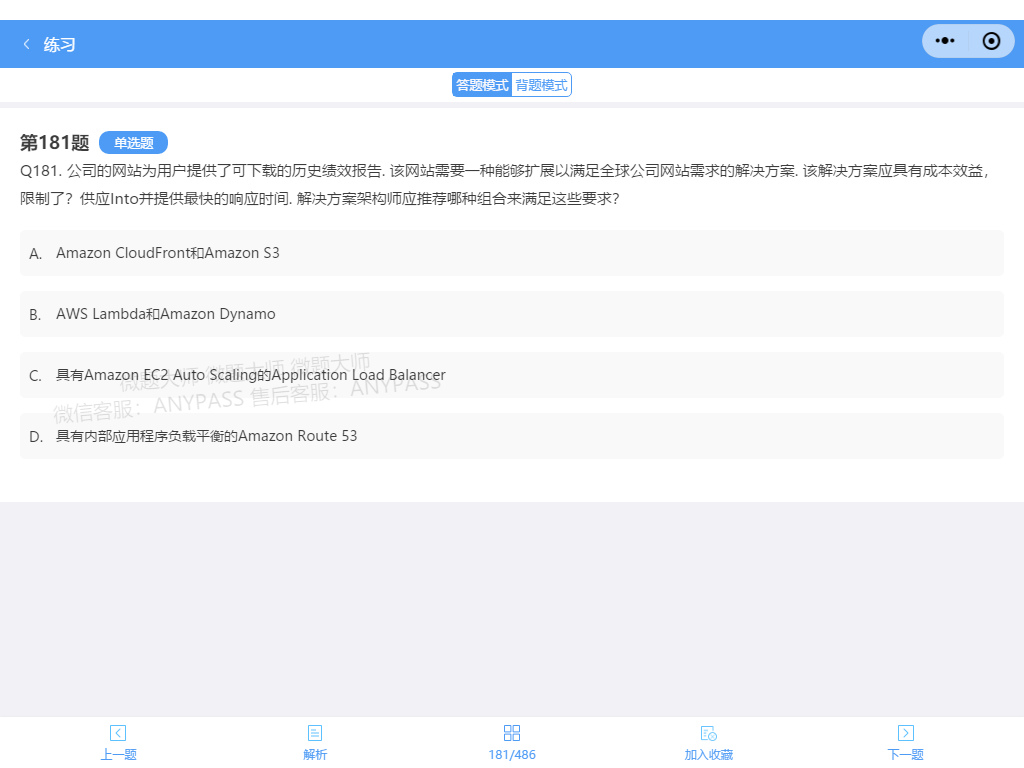 练习
答题模式 背题模式
第181题 单选题
Q181. 公司的网站为用户提供了可下载的历史绩效报告. 该网站需要一种能够扩展以满足全球公司网站需求的解决方案. 该解决方案应具有成本效益，
限制了？供应Into并提供最快的响应时间. 解决方案架构师应推荐哪种组合来满足这些要求？
A. Amazon CloudFront和Amazon S3
B. AWS Lambda和Amazon Dynamo
微题大师 微题大师 微题大师
C. 具有Amazon EC2 Auto Scaling的Application Load Balancer
微信客服：ANYPASS 售后客服：ANYPASS
D. 具有内部应用程序负载平衡的Amazon Route 53
上一题 解析 181/486 加入收藏 下一题